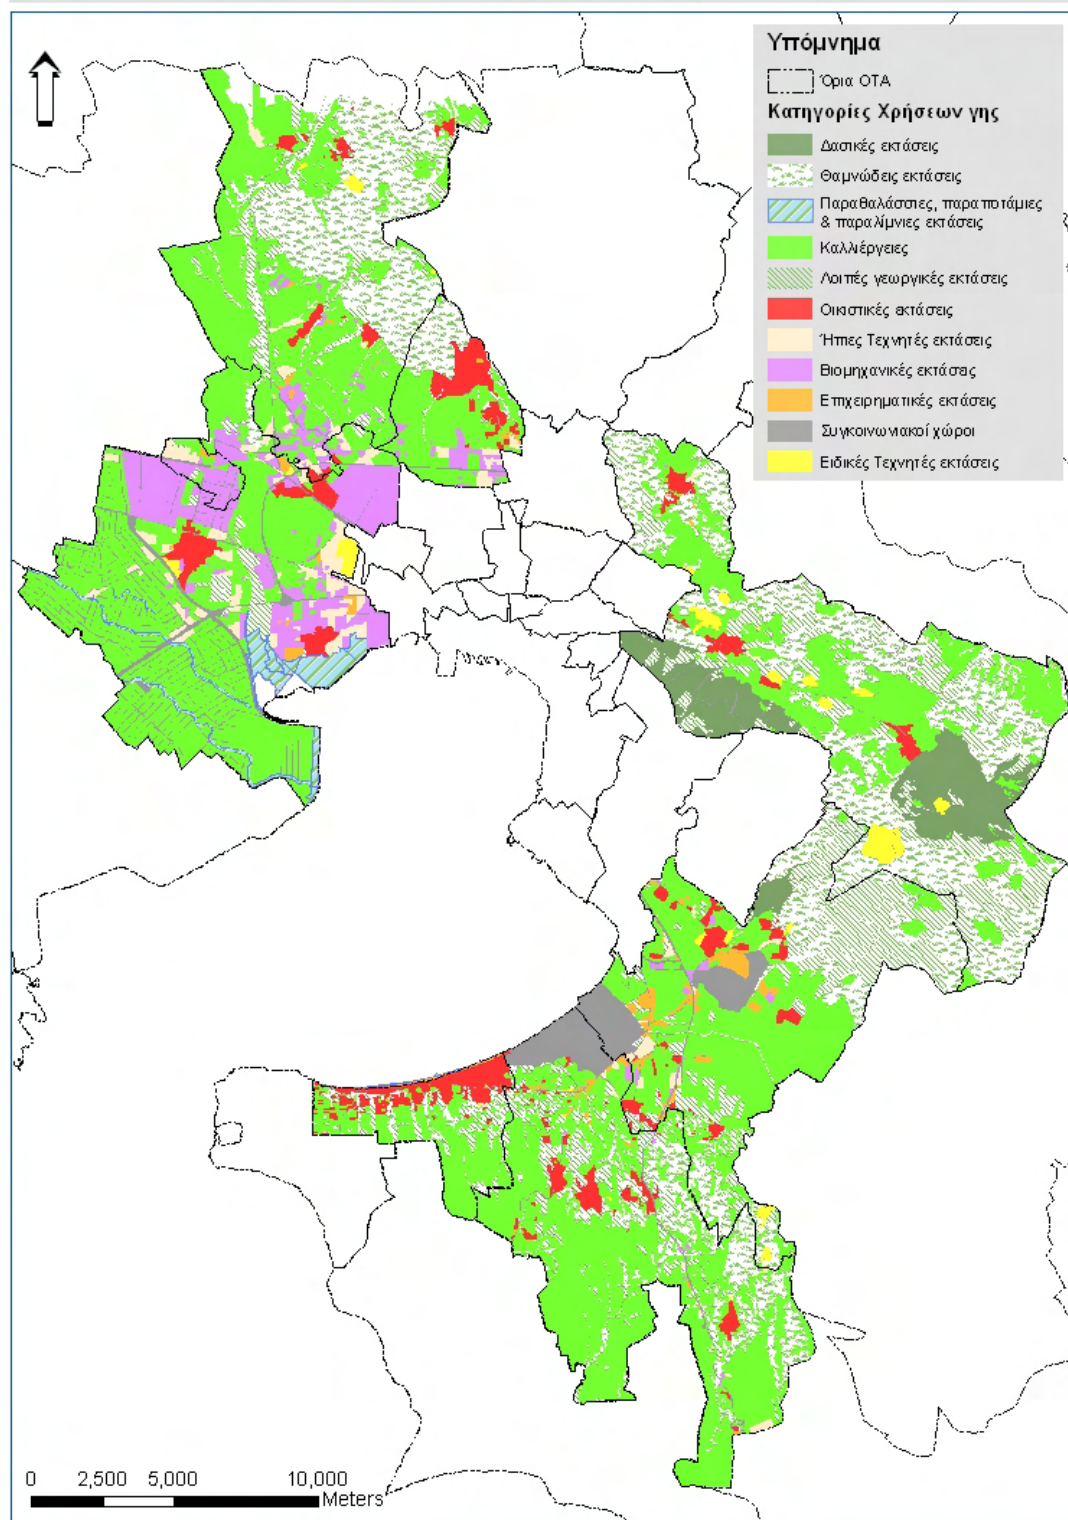 Υπόμνημα
Όρια ΟΤΑ
Κατηγορίες Χρήσεων γης
Δασικές εκτάσεις
Θαμνώδεις εκτάσεις
Παραθαλάσσιες, παραποτάμιες
& παραλίμνιες εκτάσεις
Καλλιέργειες
Λοιπές γεωργικές εκτάσεις
Οικιστικές εκτάσεις
Ήπιες Τεχνητές εκτάσεις
Βιομηχανικές εκτάσεις
Επιχειρηματικές εκτάσεις
Συγκοινωνιακοί χώροι
Ειδικές Τεχνητές εκτάσεις
0 2,500 5,000 10,000
Meters